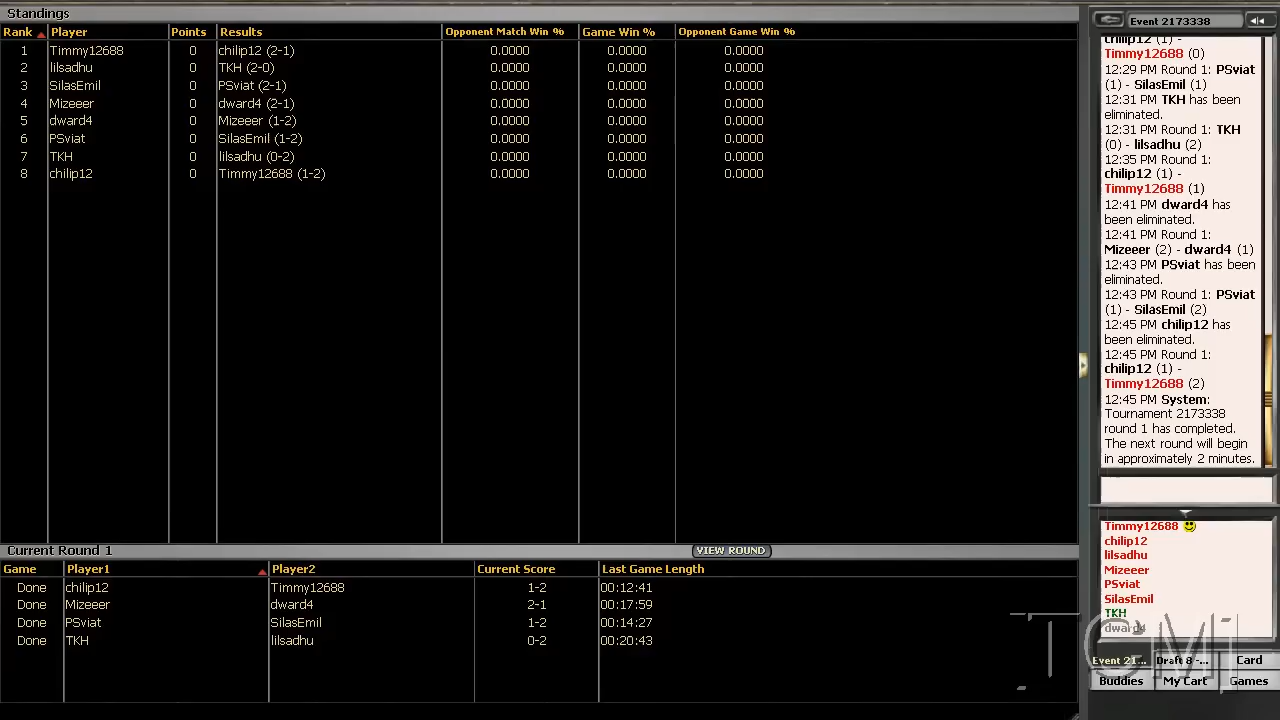 Standings
Rank Player Points Results Opponent Match Win % Game Win % Opponent Game Win %
1 Timmy12688 0 chilip12 (2-1) 0.0000 0.0000 0.0000
2 lilsadhu 0 TKH (2-0) 0.0000 0.0000 0.0000
3 SilasEmil 0 PSviat (2-1) 0.0000 0.0000 0.0000
4 Mizeeer 0 dward4 (2-1) 0.0000 0.0000 0.0000
5 dward4 0 Mizeeer (1-2) 0.0000 0.0000 0.0000
6 PSviat 0 SilasEmil (1-2) 0.0000 0.0000 0.0000
7 TKH 0 lilsadhu (0-2) 0.0000 0.0000 0.0000
8 chilip12 0 Timmy12688 (1-2) 0.0000 0.0000 0.0000
Current Round 1 VIEW ROUND
Game Player1 Player2 Current Score Last Game Length
Done chilip12 Timmy12688 1-2 00:12:41
Done Mizeeer dward4 2-1 00:17:59
Done PSviat SilasEmil 1-2 00:14:27
Done TKH lilsadhu 0-2 00:20:43
Event 2173338
chilip12 (1) -
Timmy12688 (0)
12:29 PM Round 1: PSviat
(1) - SilasEmil (1)
12:31 PM TKH has been
eliminated.
12:31 PM Round 1: TKH
(0) - lilsadhu (2)
12:35 PM Round 1:
chilip12 (1) -
Timmy12688 (1)
12:41 PM dward4 has
been eliminated.
12:41 PM Round 1:
Mizeeer (2) - dward4 (1)
12:43 PM PSviat has been
eliminated.
12:43 PM Round 1: PSviat
(1) - SilasEmil (2)
12:45 PM chilip12 has
been eliminated.
12:45 PM Round 1:
chilip12 (1) -
Timmy12688 (2)
12:45 PM System:
Tournament 2173338
round 1 has completed.
The next round will begin
in approximately 2 minutes.
Timmy12688
chilip12
lilsadhu
Mizeeer
PSviat
SilasEmil
TKH
dward4
Event 21... Draft 8 -... Card
Buddies My Cart Games